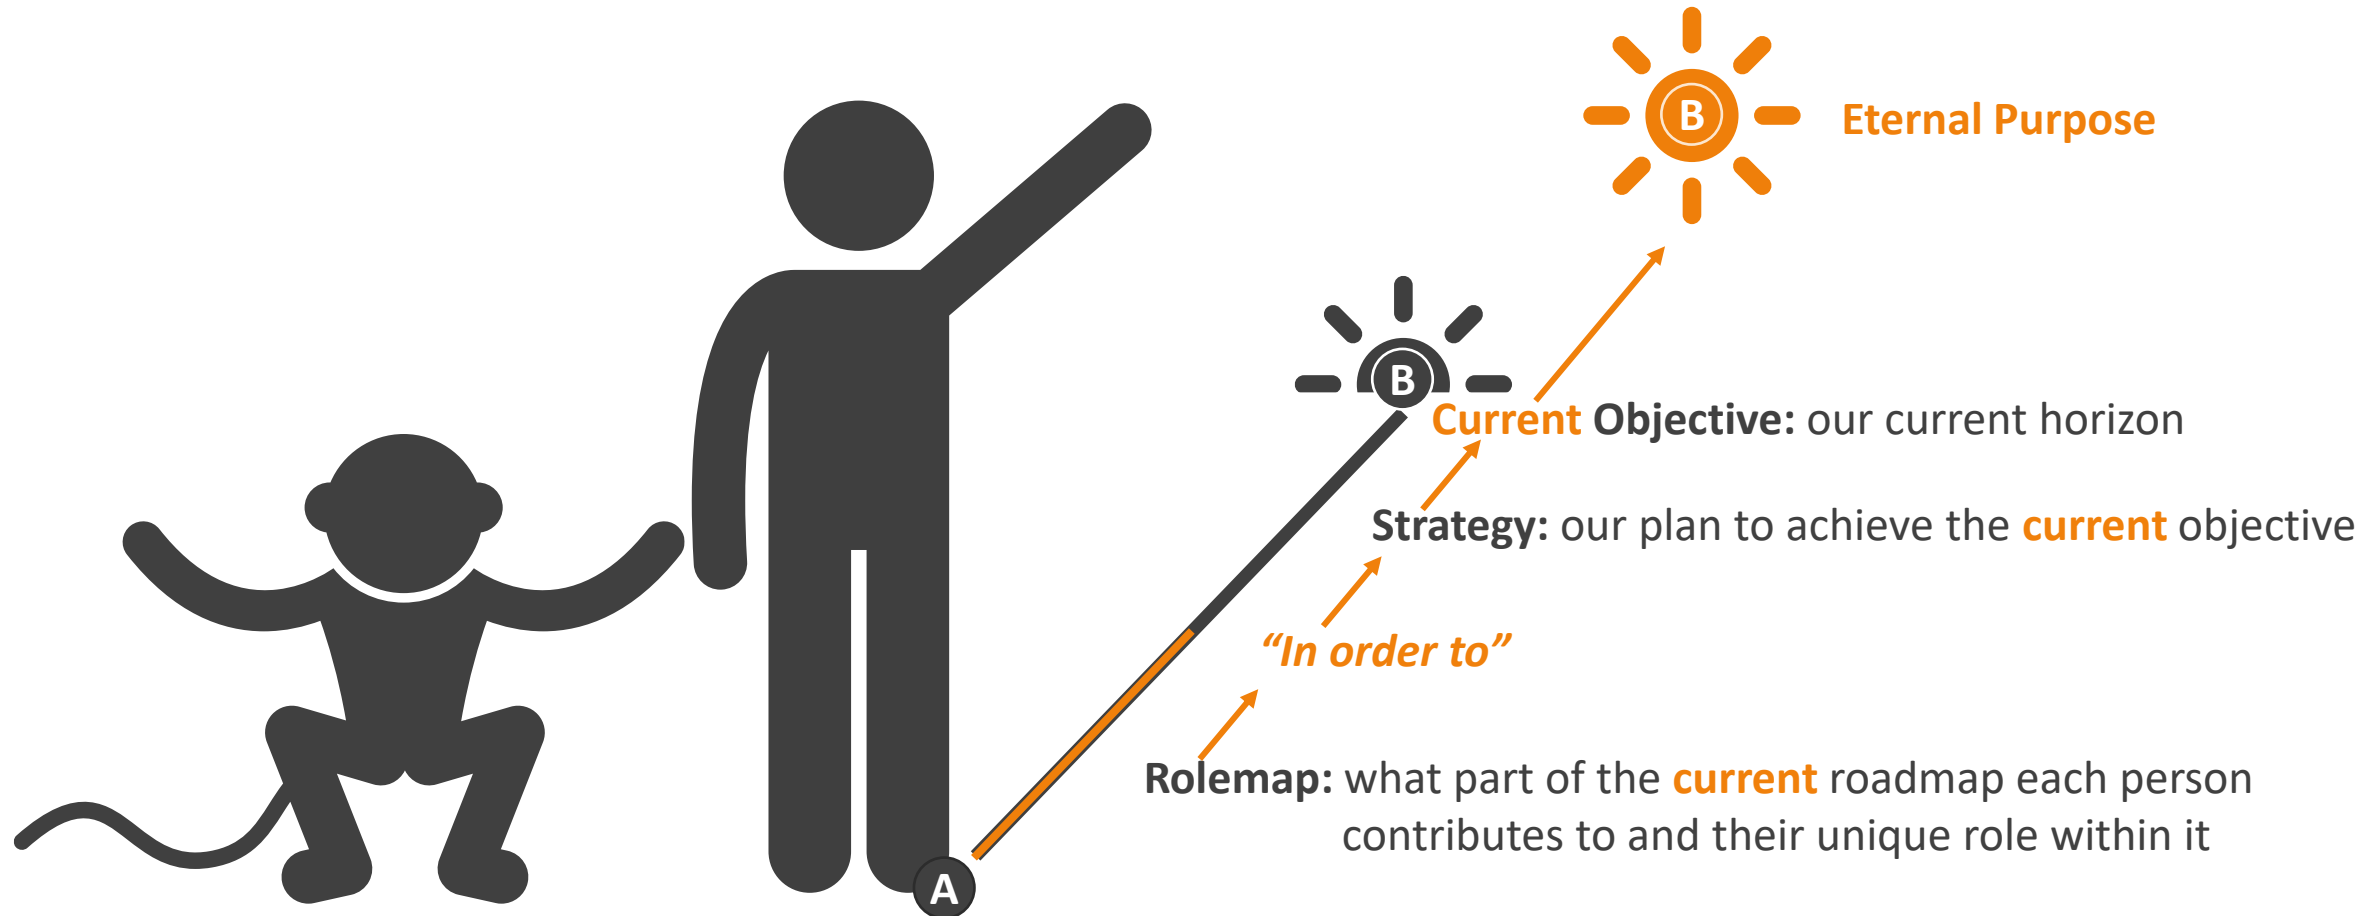 B
Eternal Purpose
B
Current Objective: our current horizon
Strategy: our plan to achieve the current objective
“In order to”
Rolemap: what part of the current roadmap each person
contributes to and their unique role within it
A